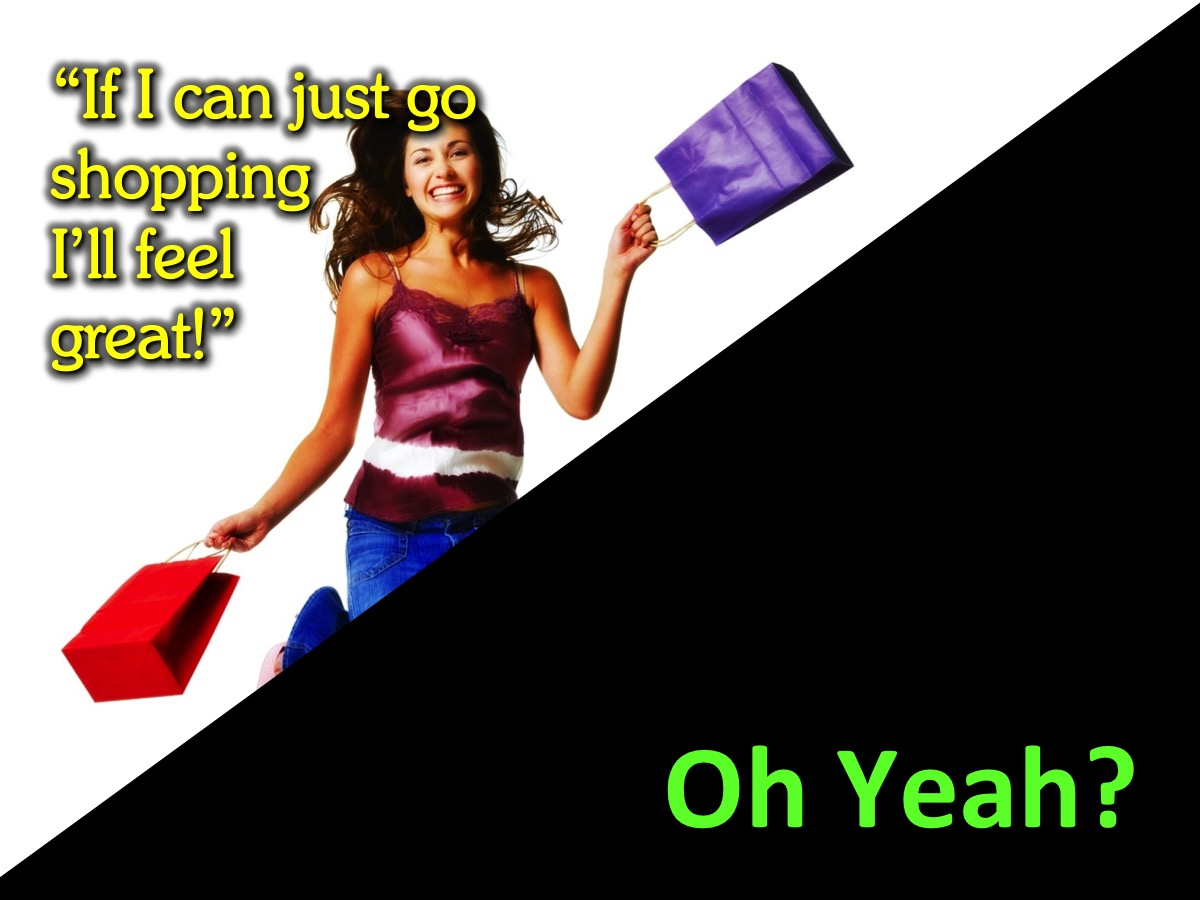 “If I can just go
shopping
I’ll feel
great!”
Oh Yeah?